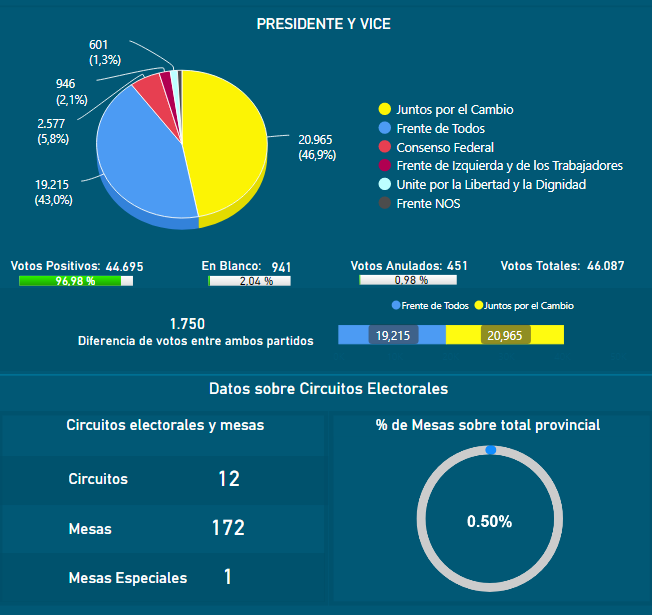 PRESIDENTE Y VICE
601
(1,3%)
946
(2,1%)
2.577
(5,8%)
19.215
(43,0%)
20.965
(46,9%)
Juntos por el Cambio
Frente de Todos
Consenso Federal
Frente de Izquierda y de los Trabajadores
Unite por la Libertad y la Dignidad
Frente NOS
Votos Positivos: 44.695
96,98 %
En Blanco: 941
2,04 %
Votos Anulados: 451
0,98 %
Votos Totales: 46.087
1.750
Diferencia de votos entre ambos partidos
Frente de Todos Juntos por el Cambio
19,215 20,965
Datos sobre Circuitos Electorales
Circuitos electorales y mesas
Circuitos 12
Mesas 172
Mesas Especiales 1
% de Mesas sobre total provincial
0.50%